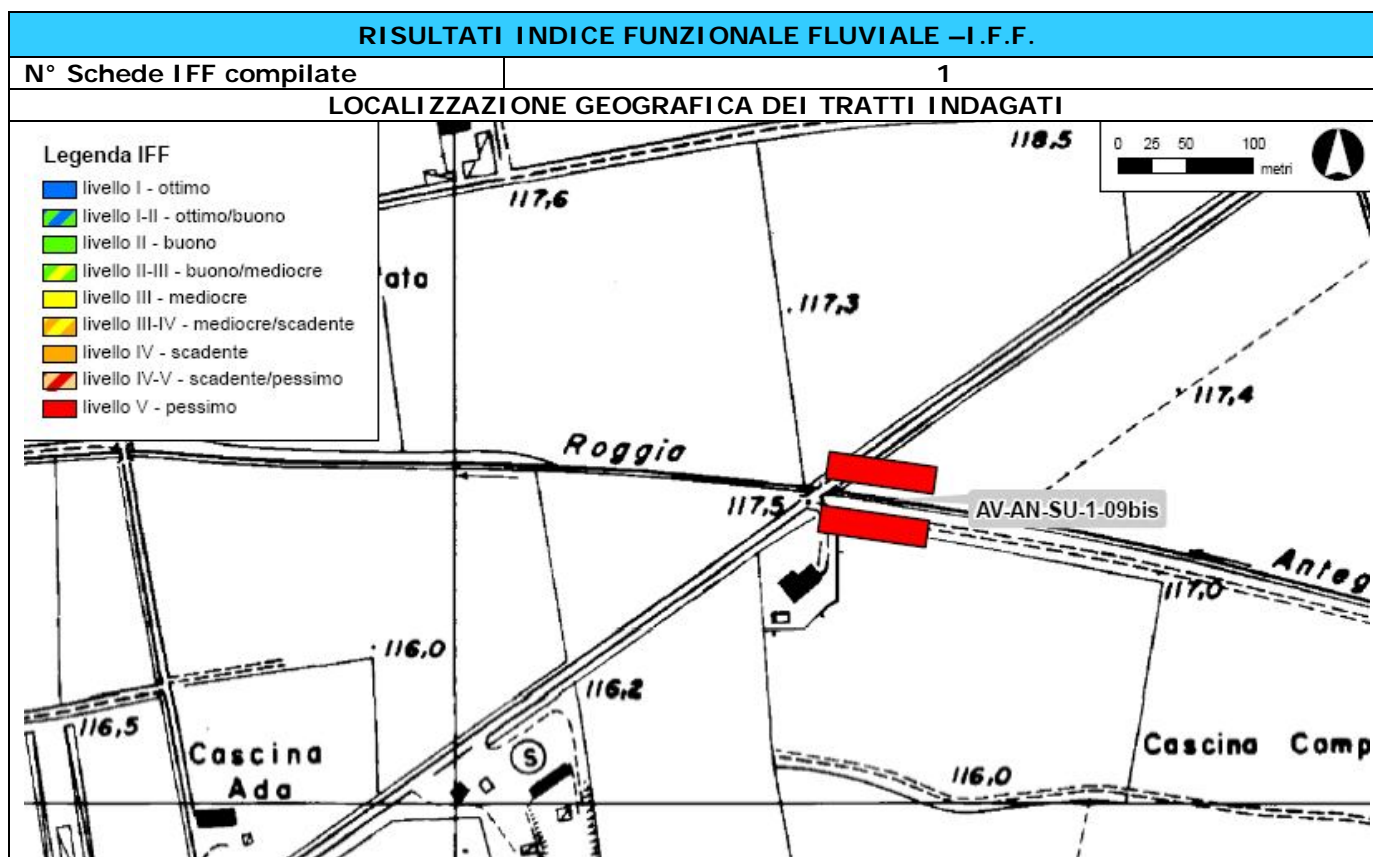 RISULTATI INDICE FUNZIONALE FLUVIALE –I.F.F.
N° Schede IFF compilate 1
LOCALIZZAZIONE GEOGRAFICA DEI TRATTI INDAGATI
Legenda IFF
livello I - ottimo
livello I-II - ottimo/buono
livello II - buono
livello II-III - buono/mediocre
livello III - mediocre
livello III-IV - mediocre/scadente
livello IV - scadente
livello IV-V - scadente/pessimo
livello V - pessimo
0 25 50 100
metri
118,5
117,6
ata
117,3
117,4
Roggia
117,5
AV-AN-SU-1-09bis
Anteg
117,0
116,0
116,2
116,5
Cascina
Ada
S
Cascina Comp
116,0